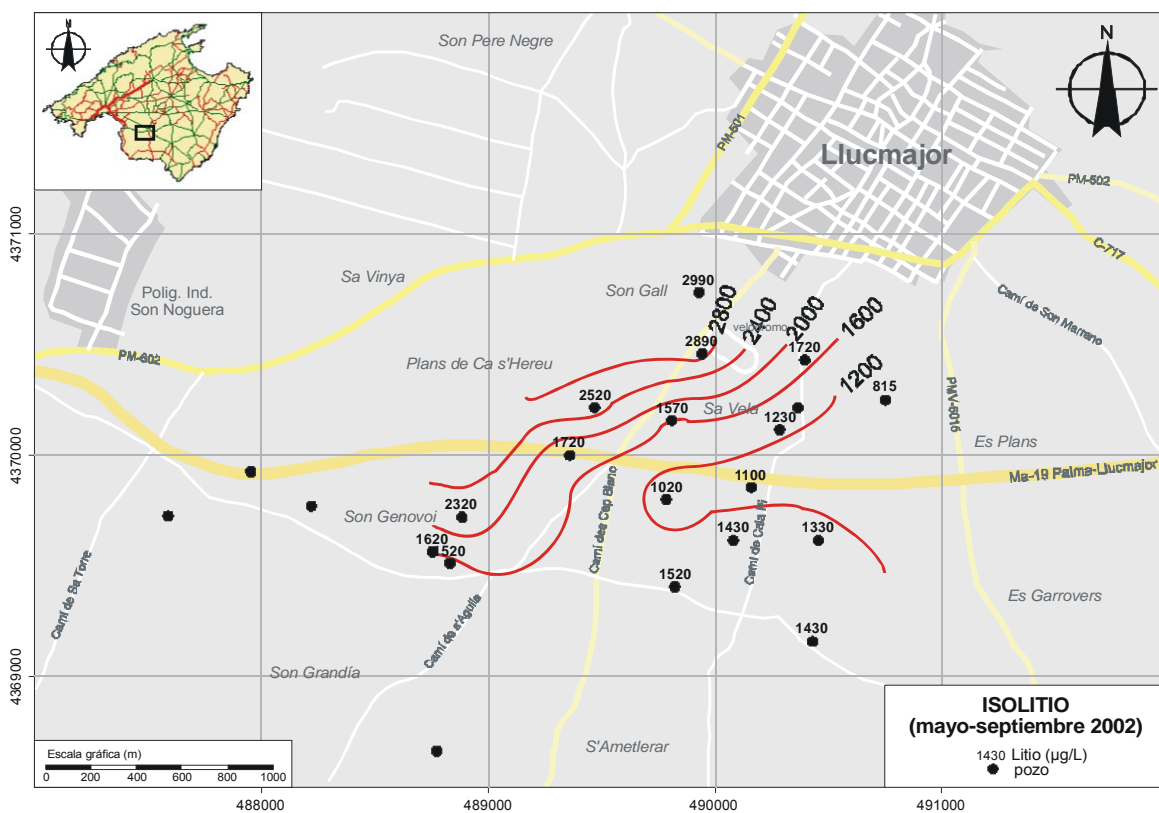 N
Son Pere Negre
N
PM-501
Llucmajor
PM-502
4371000
C-717
Sa Vinya
Polig. Ind.
Son Noguera
Son Gall
2990
2800
2400
2000
1600
Camí de Son Marrano
velódromo
PM-602
2890
1720
Plans de Ca s'Hereu
1200
815
2520
1570
Sa Vela
1230
PMV-5015
Es Plans
4370000
1720
Ma-19 Palma-Llucmajor
1100
1020
2320
Son Genovoi
Camí des Cap Blanc
1430
1330
1620
1520
Camí de Cala Pi
Camí de Sa Torre
1520
Es Garrovers
Camí de s'Aguila
1430
4369000
Son Grandía
ISOLITIO
(mayo-septiembre 2002)
S'Ametlerar
1430 Litio (µg/L)
pozo
Escala gráfica (m)
0 200 400 600 800 1000
488000 489000 490000 491000